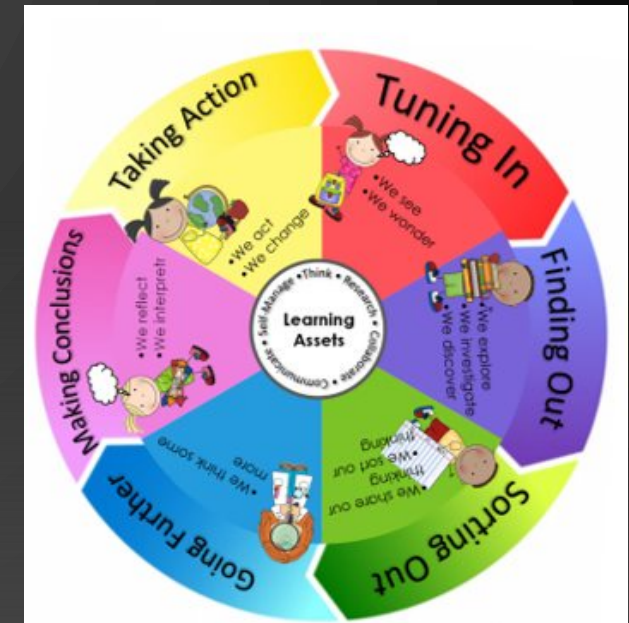 Tuning In
•We see
•We wonder
Finding Out
•We explore
•We investigate
•We discover
Sorting Out
•We share our
thinking
•We sort our
thinking
Going Further
•We think some
more
Making Conclusions
•We reflect
•We interpretr
Taking Action
•We act
•We change
•Think • Research • Collaborate • Communicate • Self-Manage
Learning
Assets